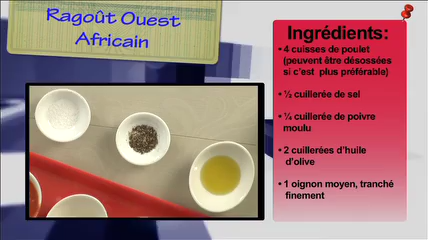 Ragoût Ouest
Africain
Ingrédients:
• 4 cuisses de poulet
(peuvent être désossées
si c'est plus préférable)
• ½ cuillerée de sel
• ¼ cuillerée de poivre
moulu
• 2 cuillerées d'huile
d'olive
• 1 oignon moyen, tranché
finement